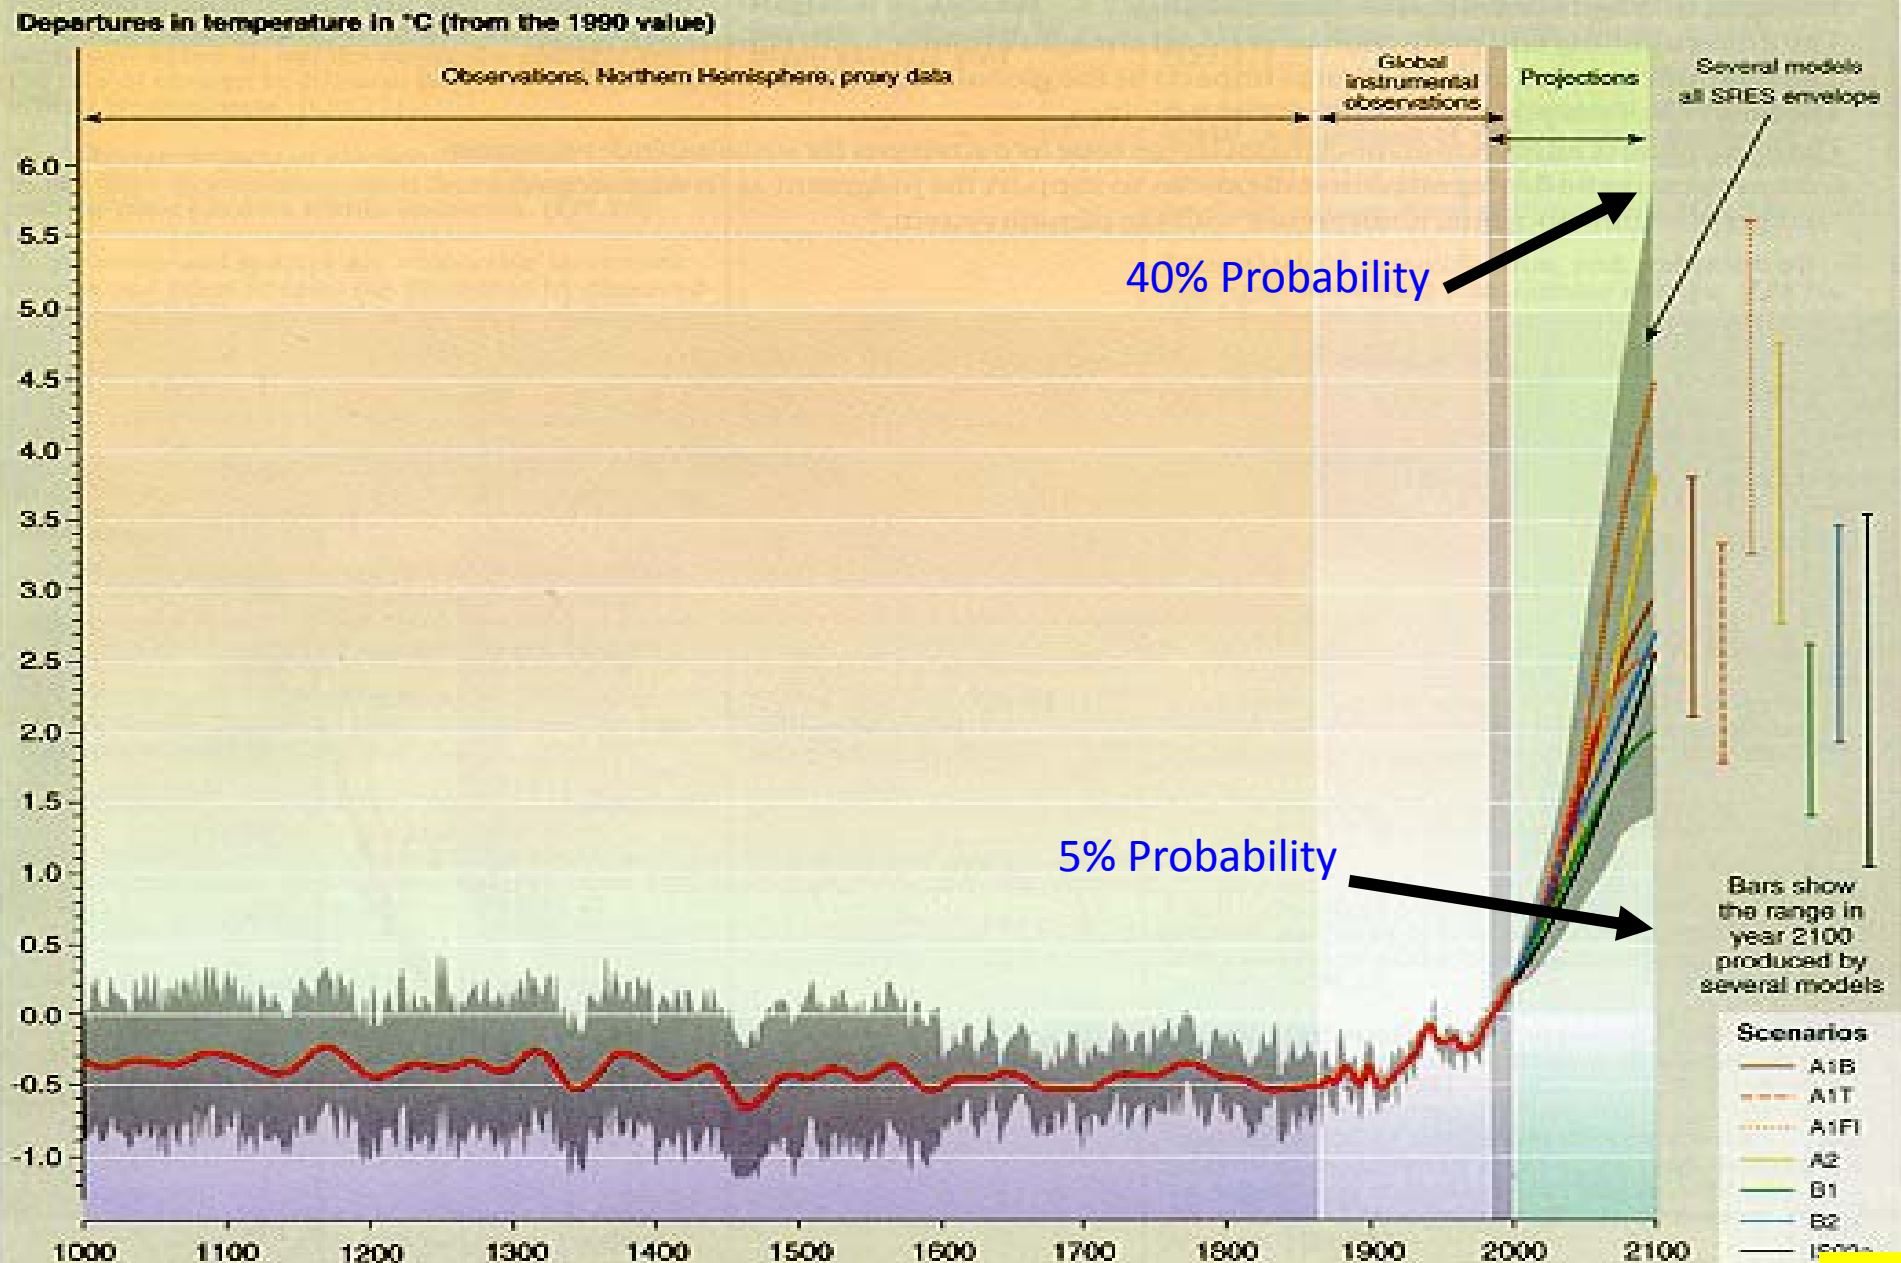 Departures in temperature in °C (from the 1990 value)
Observations, Northern Hemisphere, proxy data
Global
instrumental
observations
Projections
Several models
all SRES envelope
6.0
5.5
5.0
4.5
4.0
3.5
3.0
2.5
2.0
1.5
1.0
0.5
0.0
-0.5
-1.0
40% Probability
5% Probability
Bars show
the range in
year 2100
produced by
several models
Scenarios
A1B
A1T
A1FI
A2
B1
B2
1000 1100 1200 1300 1400 1500 1600 1700 1800 1900 2000 2100